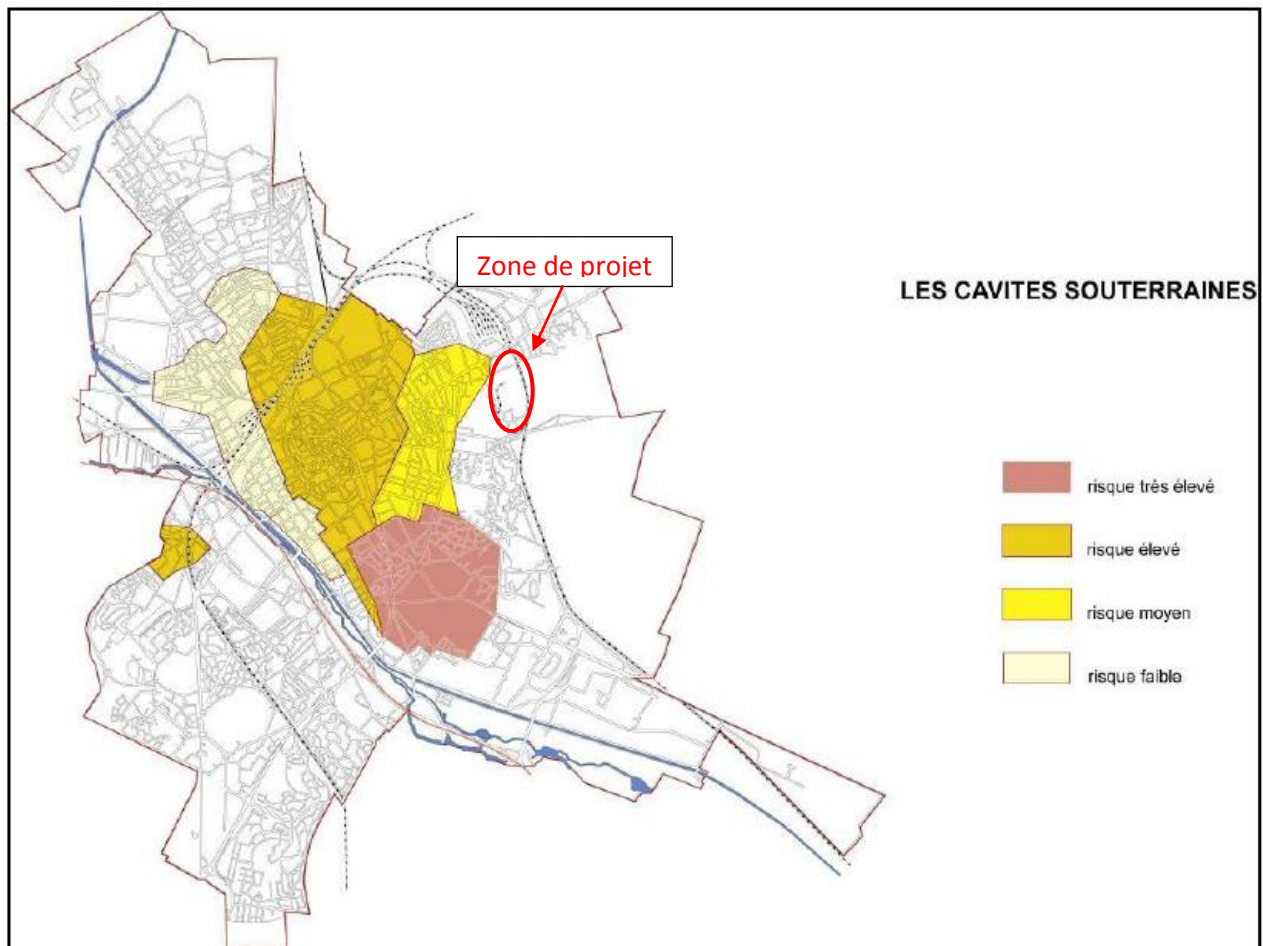 Zone de projet
LES CAVITES SOUTERRAINES
risque très élevé
risque élevé
risque moyen
risque faible